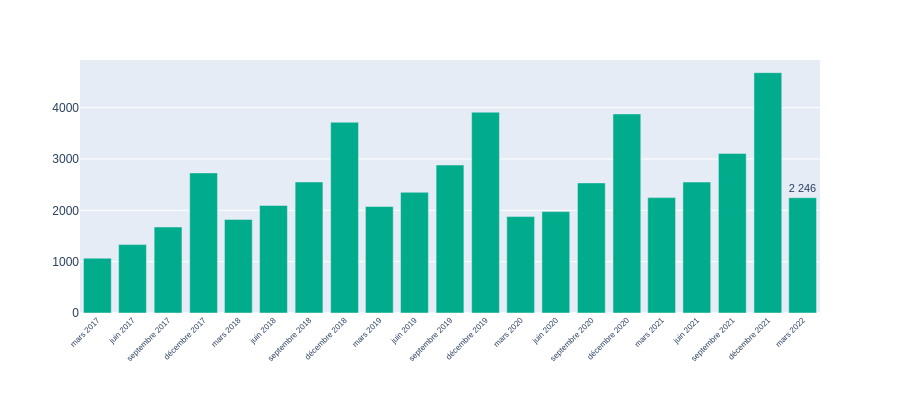 4000
3000
2000
1000
0
2 246
mars 2017
juin 2017
septembre 2017
décembre 2017
mars 2018
juin 2018
septembre 2018
décembre 2018
mars 2019
juin 2019
septembre 2019
décembre 2019
mars 2020
juin 2020
septembre 2020
décembre 2020
mars 2021
juin 2021
septembre 2021
décembre 2021
mars 2022